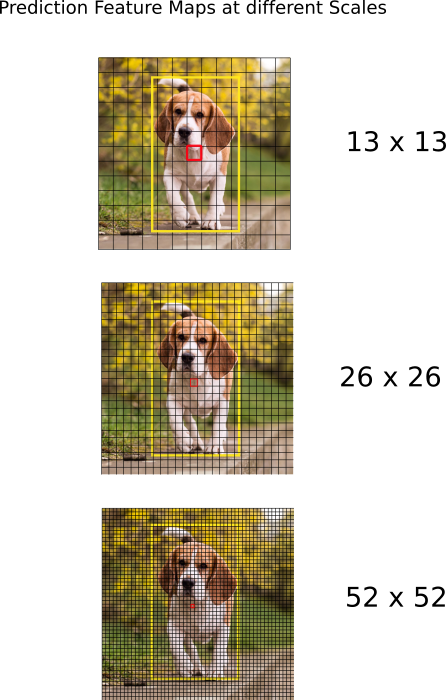 Prediction Feature Maps at different Scales
13 x 13
26 x 26
52 x 52